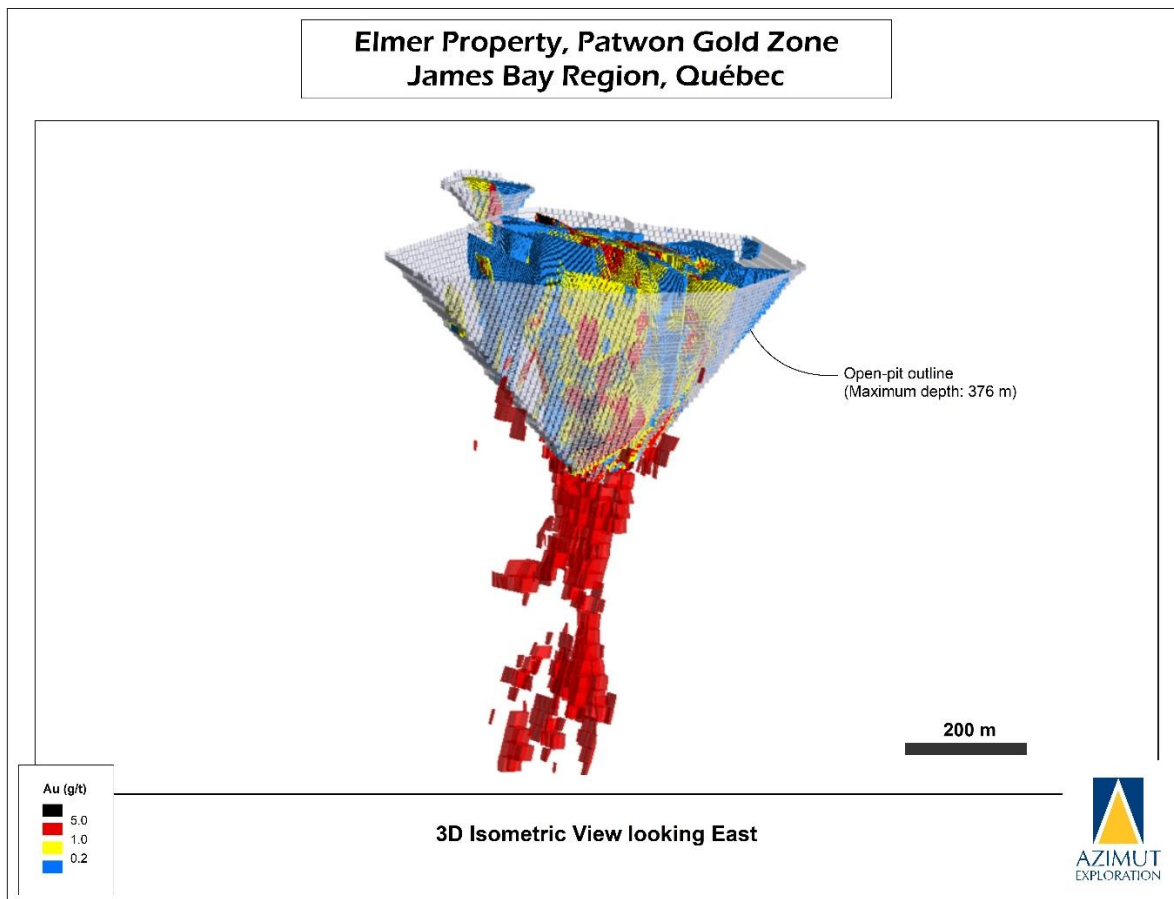 Elmer Property, Patwon Gold Zone
James Bay Region, Québec
Open-pit outline
(Maximum depth: 376 m)
200 m
Au (g/t)
5.0
1.0
0.2
3D Isometric View looking East
AZIMUT
EXPLORATION